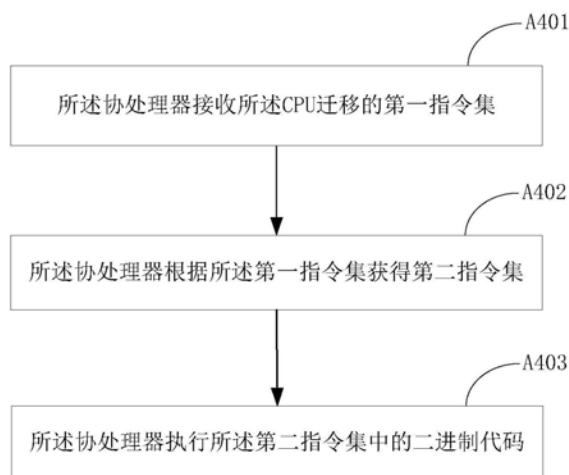 A401
所述协处理器接收所述CPU迁移的第一指令集
A402
所述协处理器根据所述第一指令集获得第二指令集
A403
所述协处理器执行所述第二指令集中的二进制代码